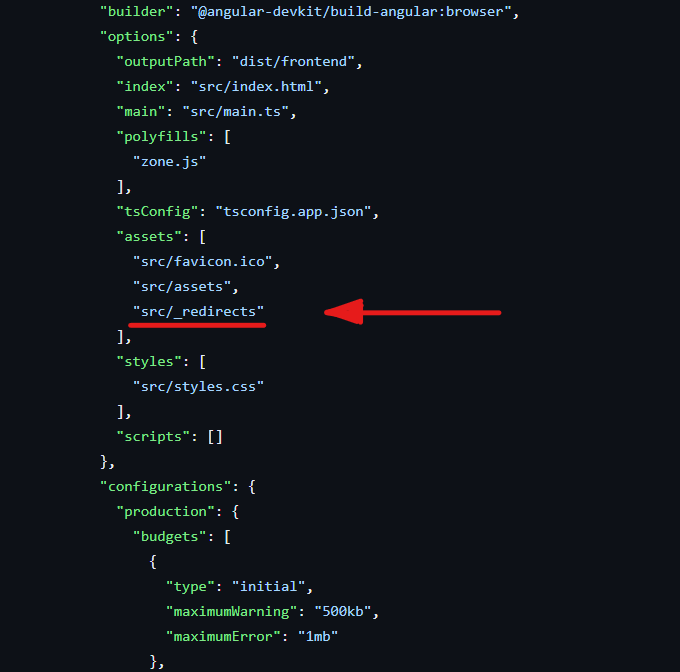 "builder": "@angular-devkit/build-angular:browser",
"options": {
"outputPath": "dist/frontend",
"index": "src/index.html",
"main": "src/main.ts",
"polyfills": [
"zone.js"
],
"tsConfig": "tsconfig.app.json",
"assets": [
"src/favicon.ico",
"src/assets",
"src/_redirects"
],
"styles": [
"src/styles.css"
],
"scripts": []
},
"configurations": {
"production": {
"budgets": [
{
"type": "initial",
"maximumWarning": "500kb",
"maximumError": "1mb"
},